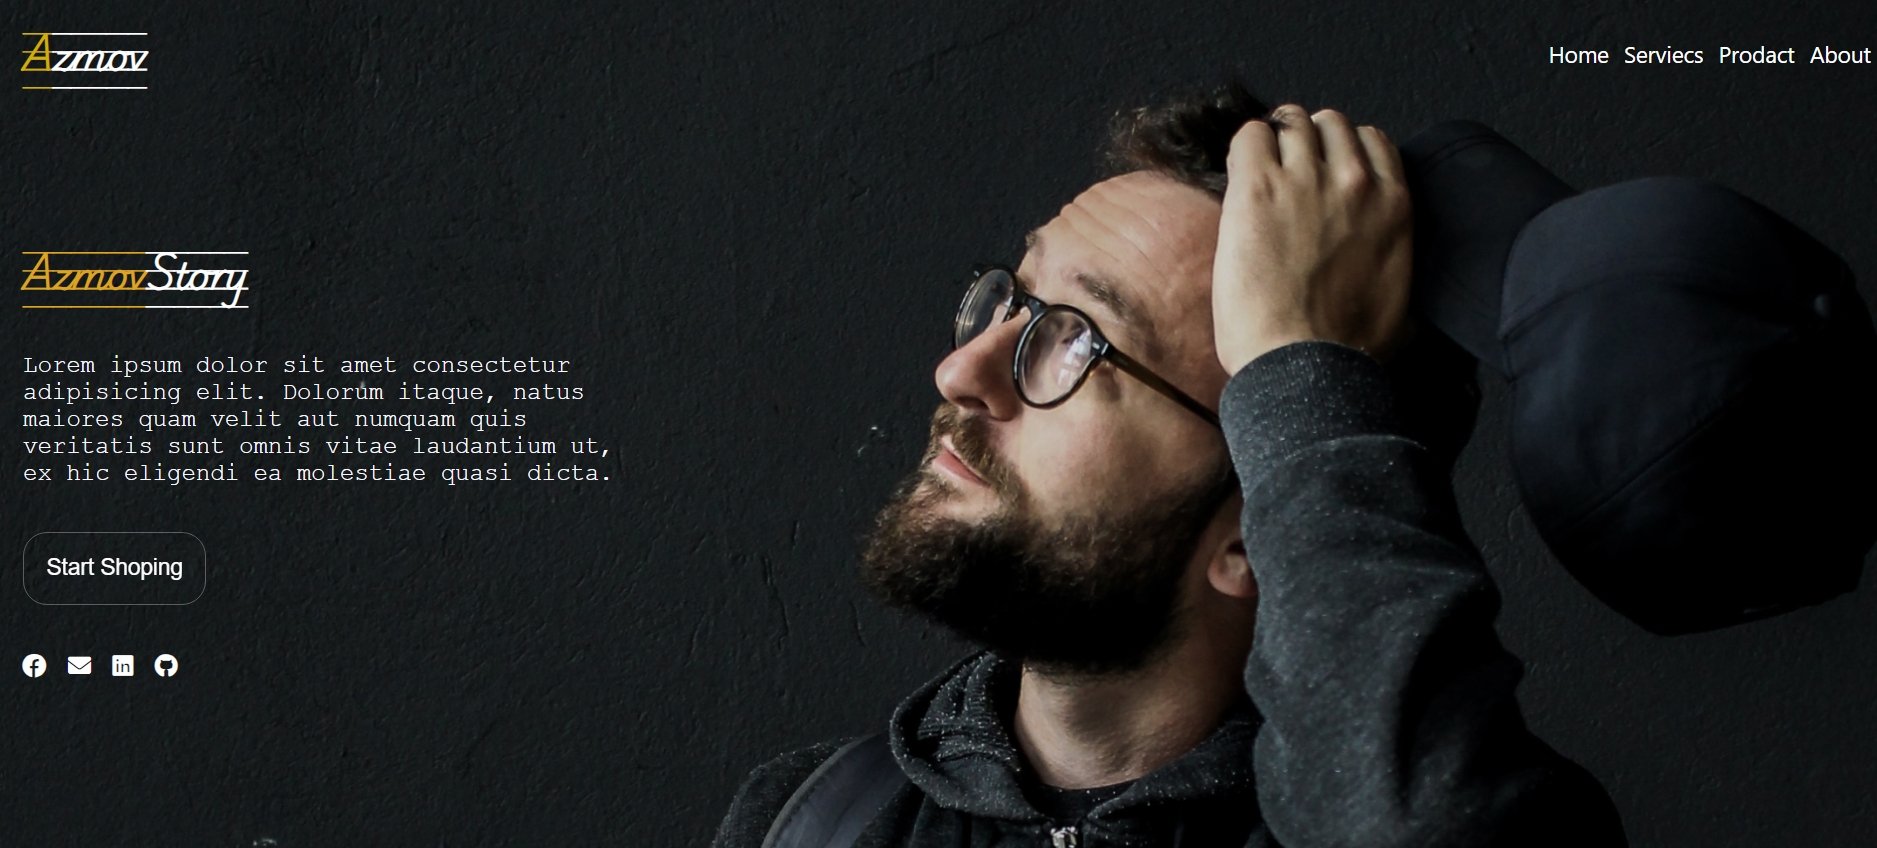 Azmov
Home Serviecs Prodact About
AzmovStory
Lorem ipsum dolor sit amet consectetur
adipisicing elit. Dolorum itaque, natus
maiores quam velit aut numquam quis
veritatis sunt omnis vitae laudantium ut,
ex hic eligendi ea molestiae quasi dicta.
Start Shoping
in